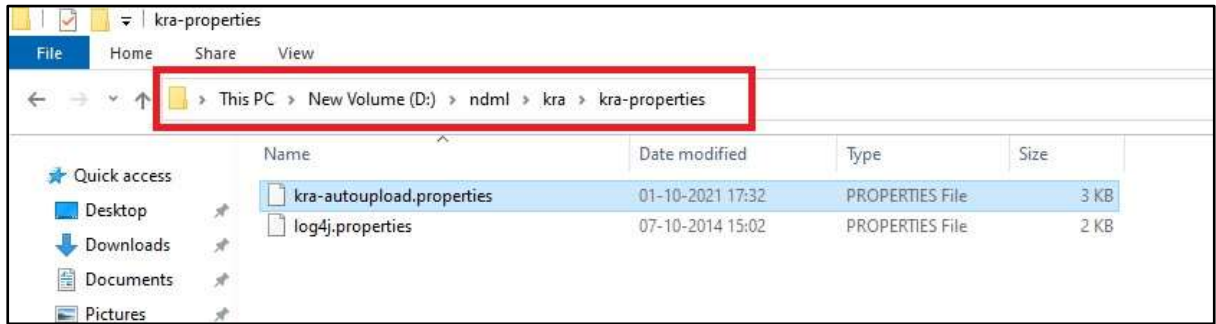 kra-properties
File Home Share View
This PC > New Volume (D:) > ndml > kra > kra-properties
Name Date modified Type Size
Quick access
kra-autoupload.properties 01-10-2021 17:32 PROPERTIES File 3 KB
Desktop
log4j.properties 07-10-2014 15:02 PROPERTIES File 2 KB
Downloads
Documents
Pictures